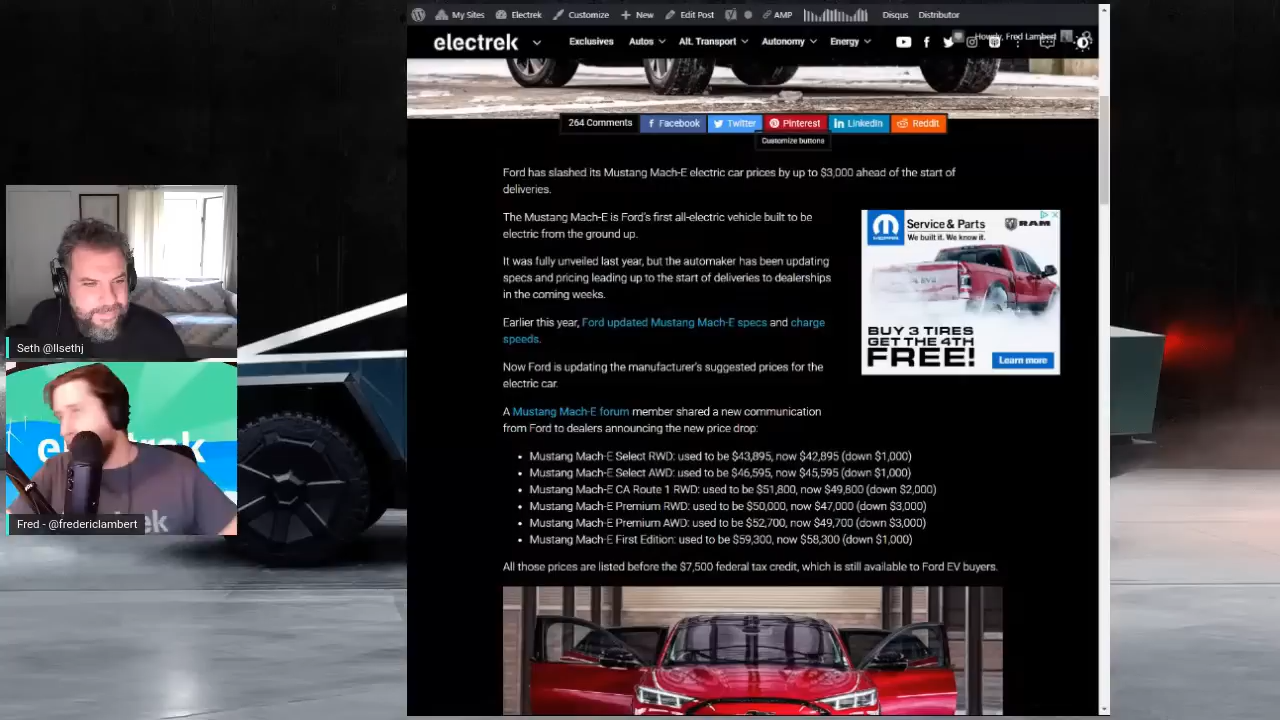 My Sites Electrek Customize New Edit Post AMP Disqus Distributor
electrek Exclusives Autos Alt. Transport Autonomy Energy
Howdy, Fred Lambert
264 Comments Facebook Twitter Pinterest LinkedIn Reddit
Customize buttons
Ford has slashed its Mustang Mach-E electric car prices by up to $3,000 ahead of the start of
deliveries.
The Mustang Mach-E is Ford's first all-electric vehicle built to be
electric from the ground up.
It was fully unveiled last year, but the automaker has been updating
specs and pricing leading up to the start of deliveries to dealerships
in the coming weeks.
Earlier this year, Ford updated Mustang Mach-E specs and charge
speeds.
Now Ford is updating the manufacturer's suggested prices for the
electric car.
A Mustang Mach-E forum member shared a new communication
from Ford to dealers announcing the new price drop:
• Mustang Mach-E Select RWD: used to be $43,895, now $42,895 (down $1,000)
• Mustang Mach-E Select AWD: used to be $46,595, now $45,595 (down $1,000)
• Mustang Mach-E CA Route 1 RWD: used to be $51,800, now $49,800 (down $2,000)
• Mustang Mach-E Premium RWD: used to be $50,000, now $47,000 (down $3,000)
• Mustang Mach-E Premium AWD: used to be $52,700, now $49,700 (down $3,000)
• Mustang Mach-E First Edition: used to be $59,300, now $58,300 (down $1,000)
All those prices are listed before the $7,500 federal tax credit, which is still available to Ford EV buyers.
MOPAR
Service & Parts
We built it. We know it.
RAM
BUY 3 TIRES
GET THE 4TH
FREE!
Learn more
Seth @llsethj
Fred - @fredericlambert